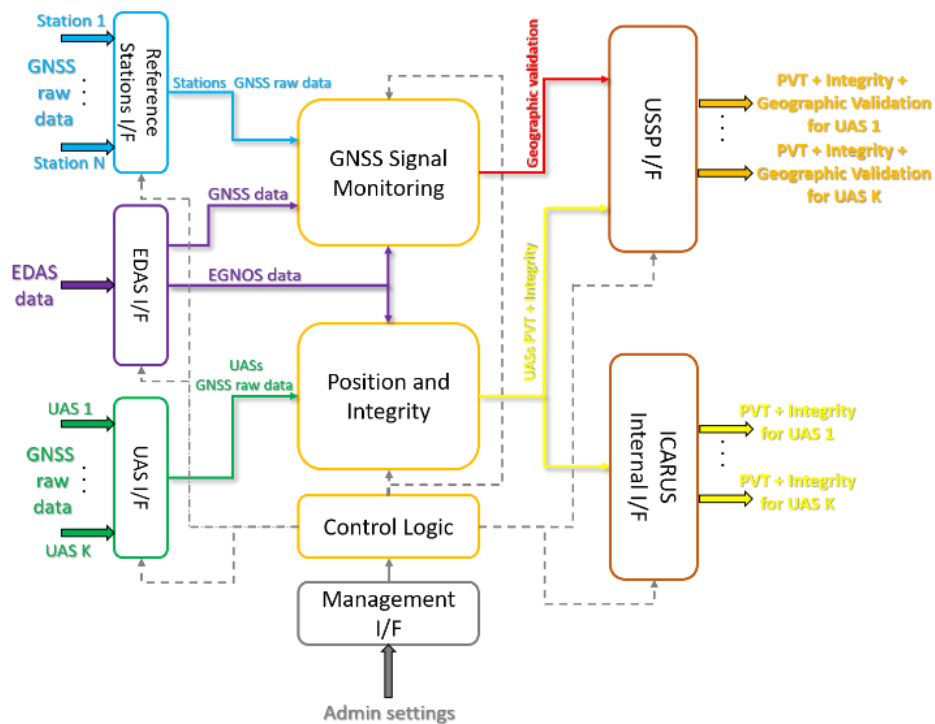 Station 1
GNSS
raw
data
Station N
Reference
Stations I/F
Stations GNSS raw data
GNSS Signal
Monitoring
Geographic validation
USSP I/F
PVT + Integrity +
Geographic Validation
for UAS 1
PVT + Integrity +
Geographic Validation
for UAS K
EDAS
data
EDAS I/F
GNSS data
EGNOS data
UAS 1
GNSS
raw
data
UAS K
UAS I/F
UASs
GNSS raw data
Position and
Integrity
UASs PVT + Integrity
ICARUS
Internal I/F
PVT + Integrity
for UAS 1
PVT + Integrity
for UAS K
Control Logic
Management
I/F
Admin settings